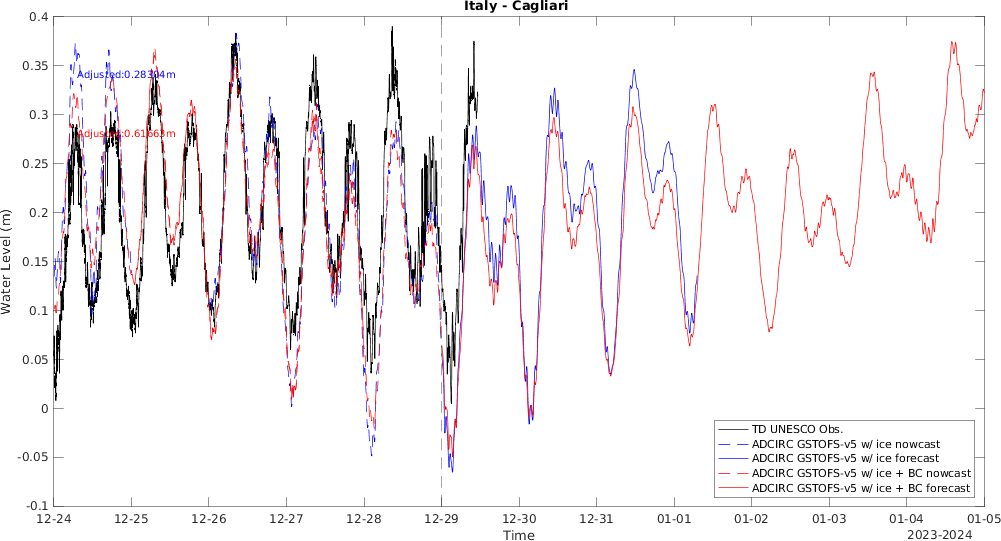 Italy - Cagliari
Water Level (m)
0.4
0.35
0.3
0.25
0.2
0.15
0.1
0.05
0
-0.05
-0.1
Adjusted:0.28304m
Adjusted:0.61663m
TD UNESCO Obs.
ADCIRC GSTOFS-v5 w/ ice nowcast
ADCIRC GSTOFS-v5 w/ ice forecast
ADCIRC GSTOFS-v5 w/ ice + BC nowcast
ADCIRC GSTOFS-v5 w/ ice + BC forecast
12-24 12-25 12-26 12-27 12-28 12-29 12-30 12-31 01-01 01-02 01-03 01-04 01-05
Time
2023-2024